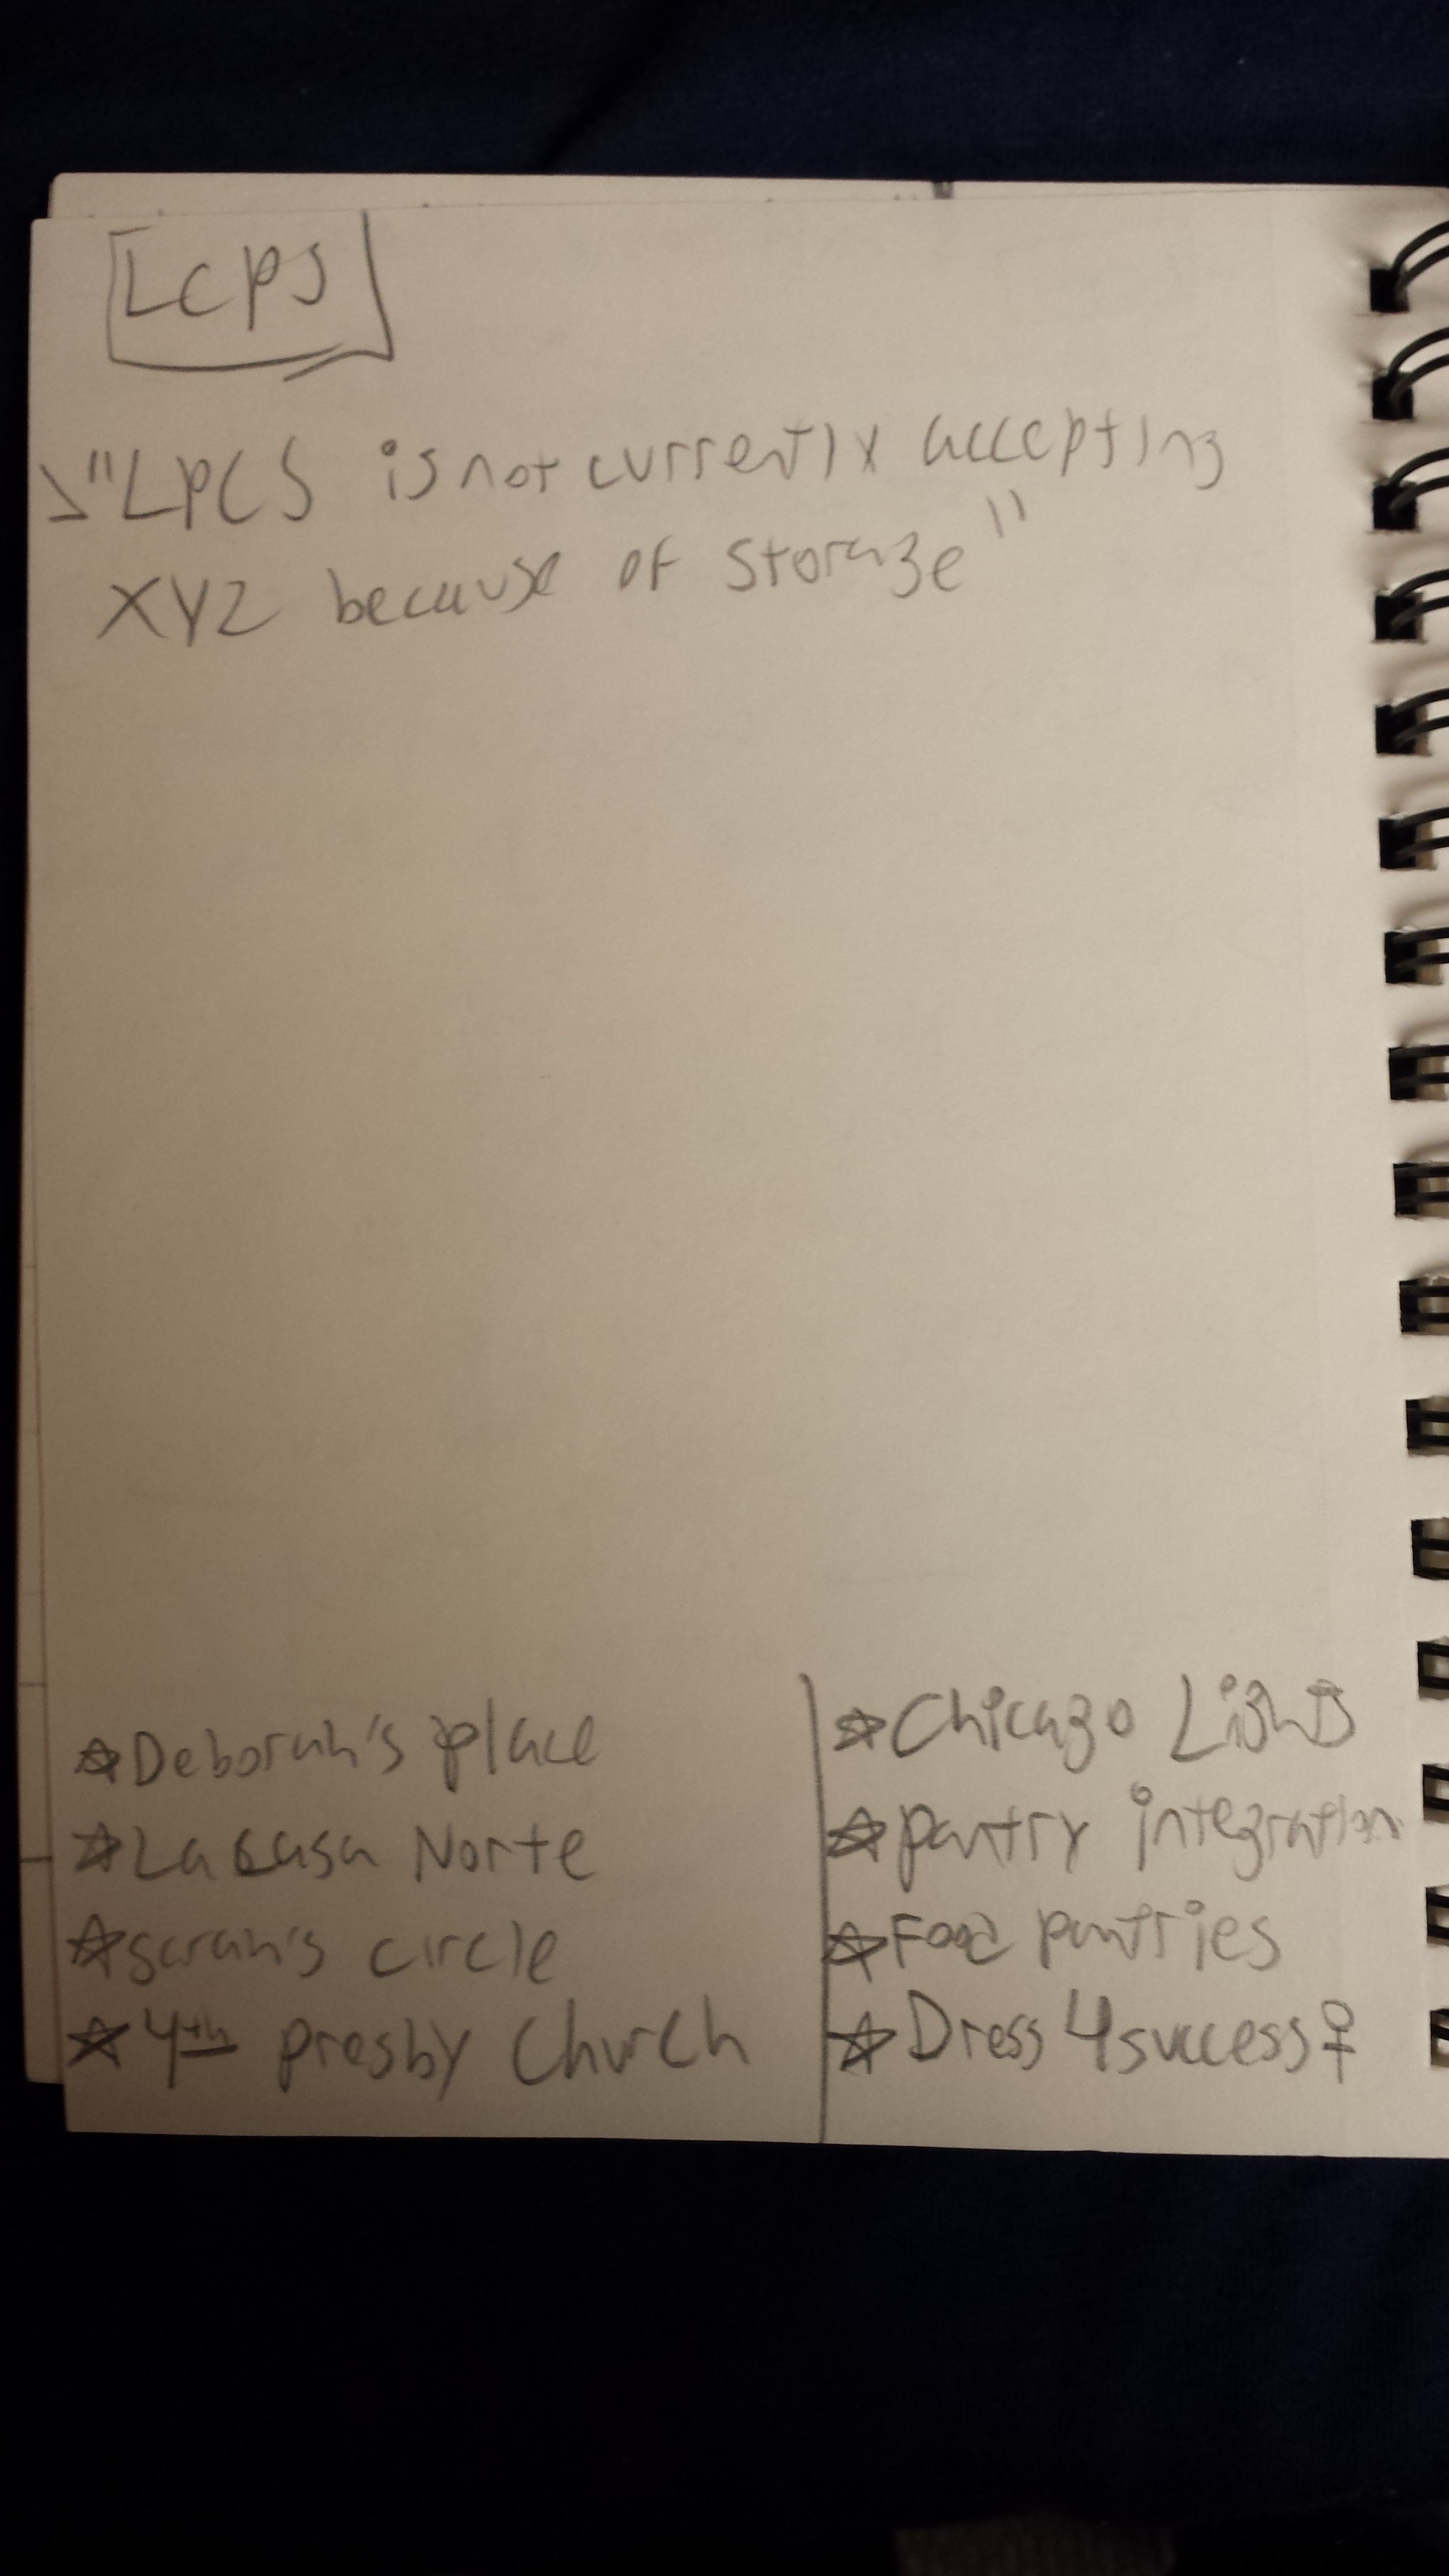 LCPS
"LPCS is not currently accepting
XYZ because of storage"
☆ Deborah's place
☆ La Casa Norte
☆ sarah's circle
☆ 4th presby Church
☆ Chicago Lights
☆ pantry integration
☆ Food pantries
☆ Dress 4 success ♀